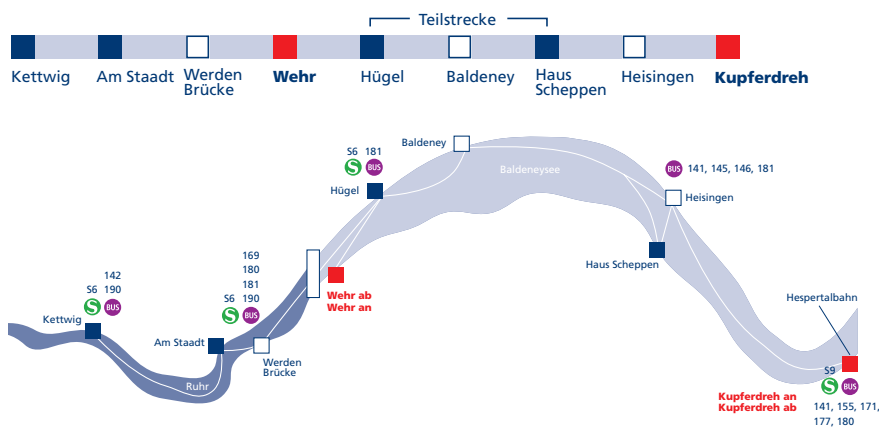 Teilstrecke
Kettwig
Am Staadt
Werden
Brücke
Wehr
Hügel
Baldeney
Haus
Scheppen
Heisingen
Kupferdreh
Baldeney
S6 181
S BUS
Hügel
Baldeneysee
BUS 141, 145, 146, 181
Heisingen
Haus Scheppen
169
180
181
S6 190
S BUS
142
S6 190
S BUS
Kettwig
Am Staadt
Werden
Brücke
Ruhr
Wehr ab
Wehr an
Hespertalbahn
S9
S BUS
Kupferdreh an
Kupferdreh ab
141, 155, 171,
177, 180